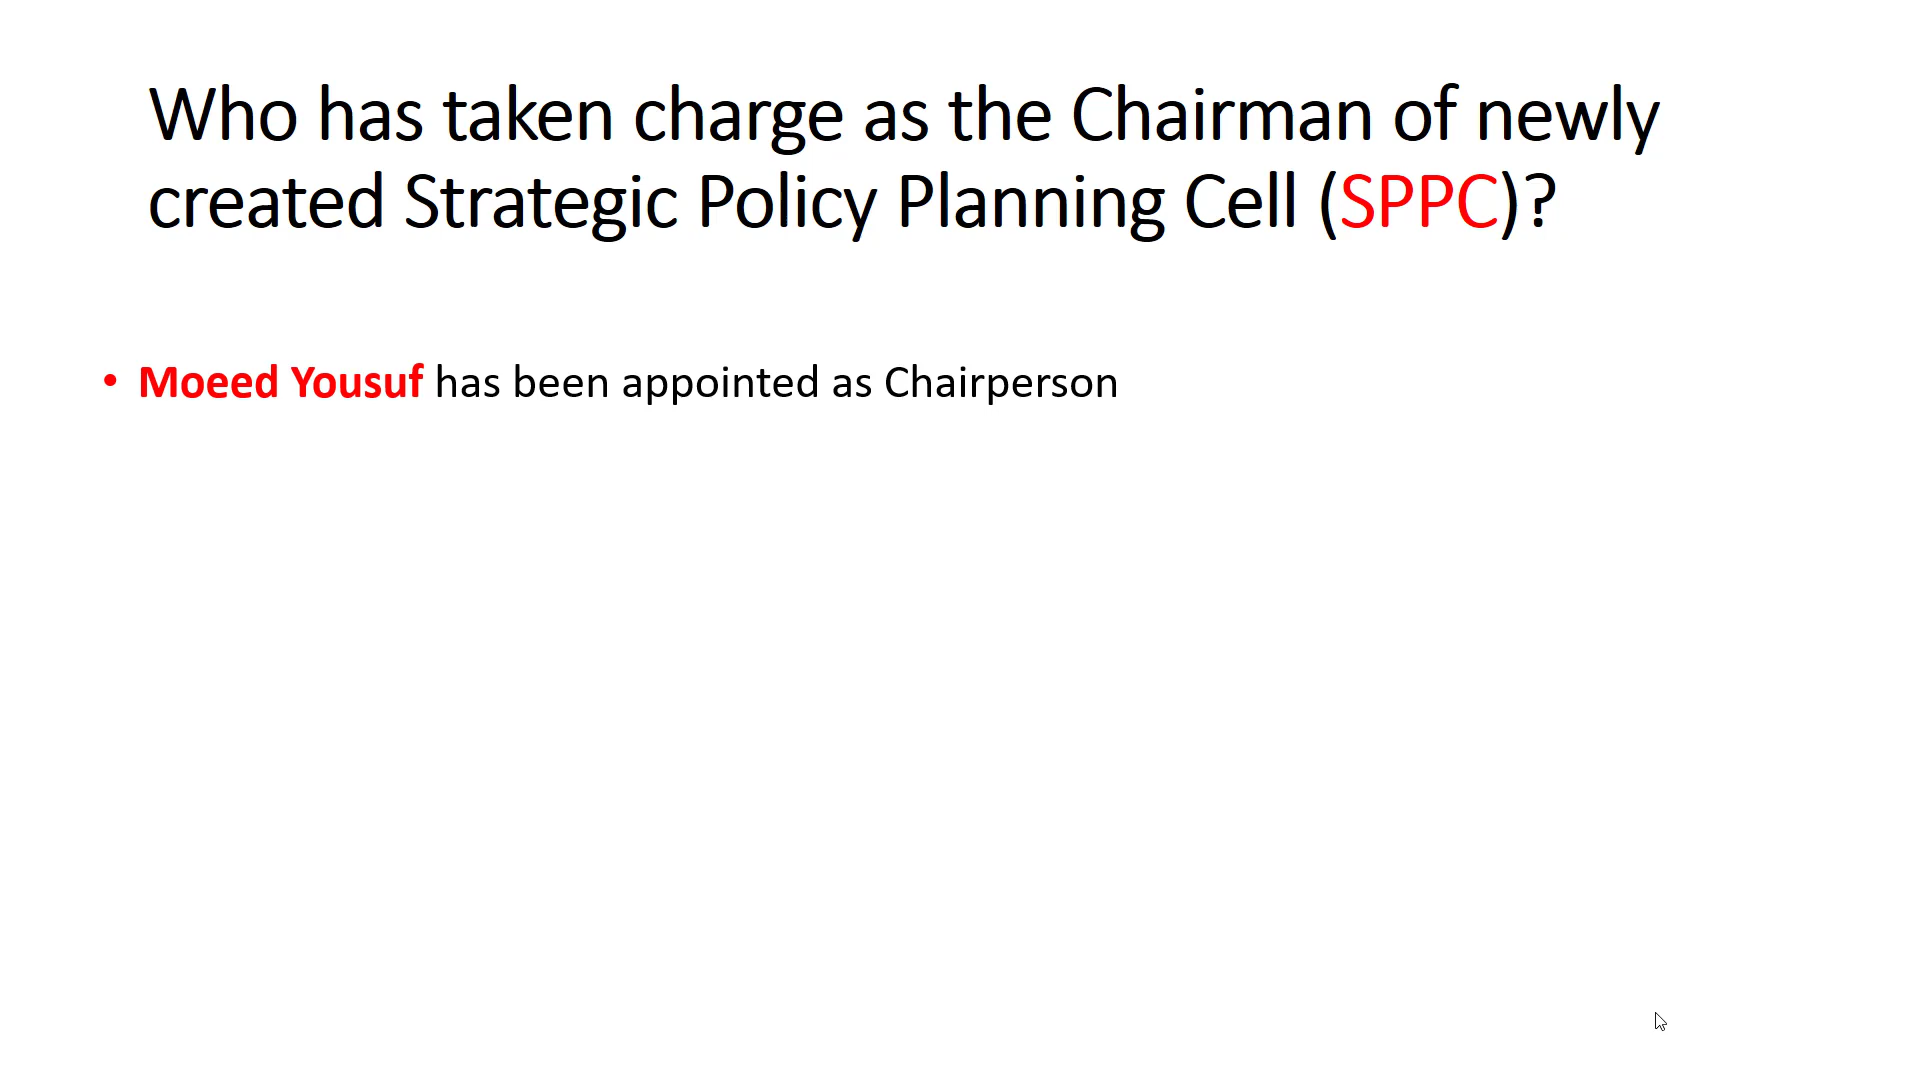 Who has taken charge as the Chairman of newly
created Strategic Policy Planning Cell (SPPC)?
• Moeed Yousuf has been appointed as Chairperson